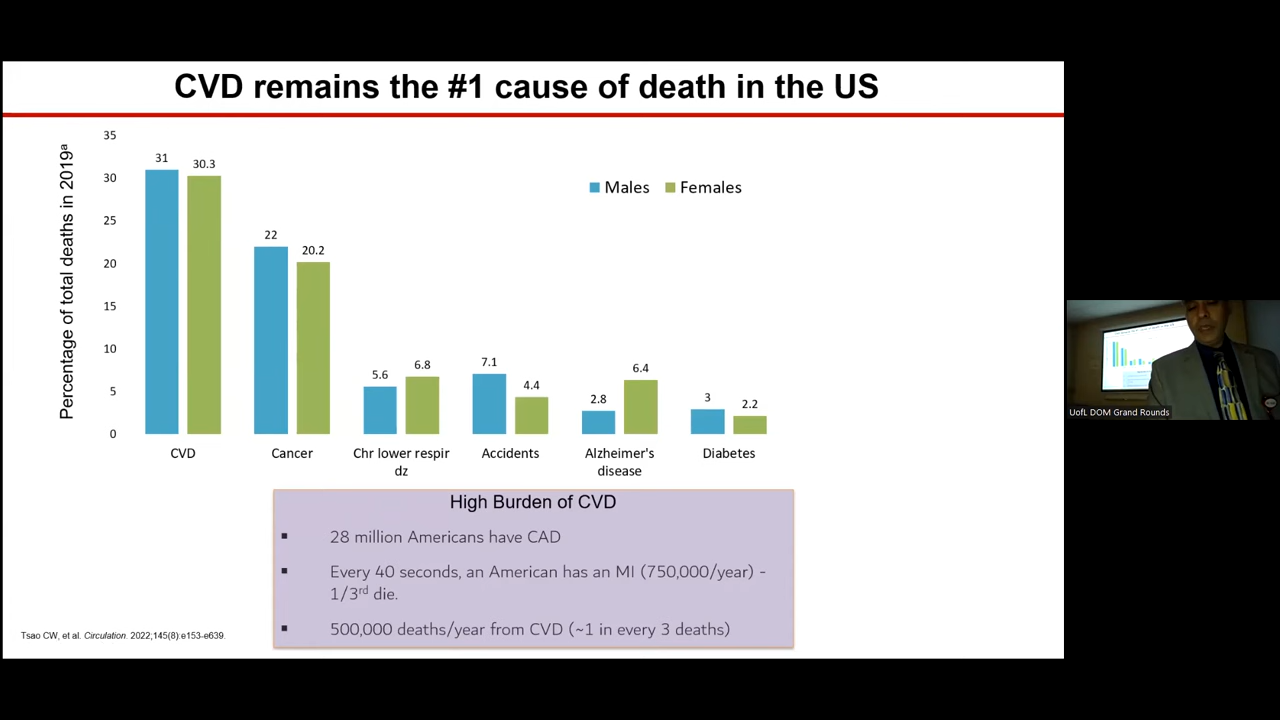 CVD remains the #1 cause of death in the US
Percentage of total deaths in 2019ª
35
30
25
20
15
10
5
0
31
30.3
22
20.2
5.6
6.8
7.1
4.4
2.8
6.4
3
2.2
Males
Females
CVD
Cancer
Chr lower respir
dz
Accidents
Alzheimer's
disease
Diabetes
High Burden of CVD
▪ 28 million Americans have CAD
▪ Every 40 seconds, an American has an MI (750,000/year) -
1/3rd die.
▪ 500,000 deaths/year from CVD (~1 in every 3 deaths)
Tsao CW, et al. Circulation. 2022;145(8):e153-e639.
UofL DOM Grand Rounds